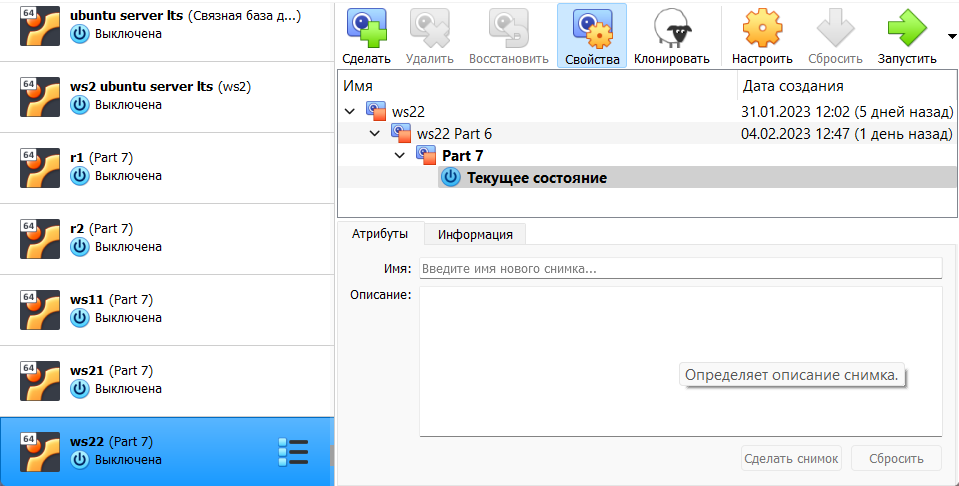 64
ubuntu server lts (Связная база д...)
Выключена
64
ws2 ubuntu server lts (ws2)
Выключена
64
r1 (Part 7)
Выключена
64
r2 (Part 7)
Выключена
64
ws11 (Part 7)
Выключена
64
ws21 (Part 7)
Выключена
64
ws22 (Part 7)
Выключена
Сделать Удалить Восстановить Свойства Клонировать Настроить Сбросить Запустить
Имя Дата создания
ws22 31.01.2023 12:02 (5 дней назад)
ws22 Part 6 04.02.2023 12:47 (1 день назад)
Part 7
Текущее состояние
Атрибуты Информация
Имя: Введите имя нового снимка...
Описание:
Определяет описание снимка.
Сделать снимок Сбросить